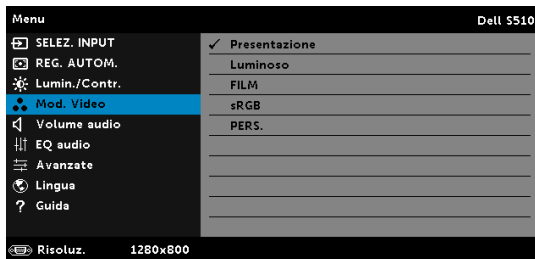 Menu Dell S510
SELEZ. INPUT
REG. AUTOM.
Lumin./Contr.
Mod. Video
Volume audio
EQ audio
Avanzate
Lingua
? Guida
✓ Presentazione
Luminoso
FILM
sRGB
PERS.
Risoluz. 1280x800